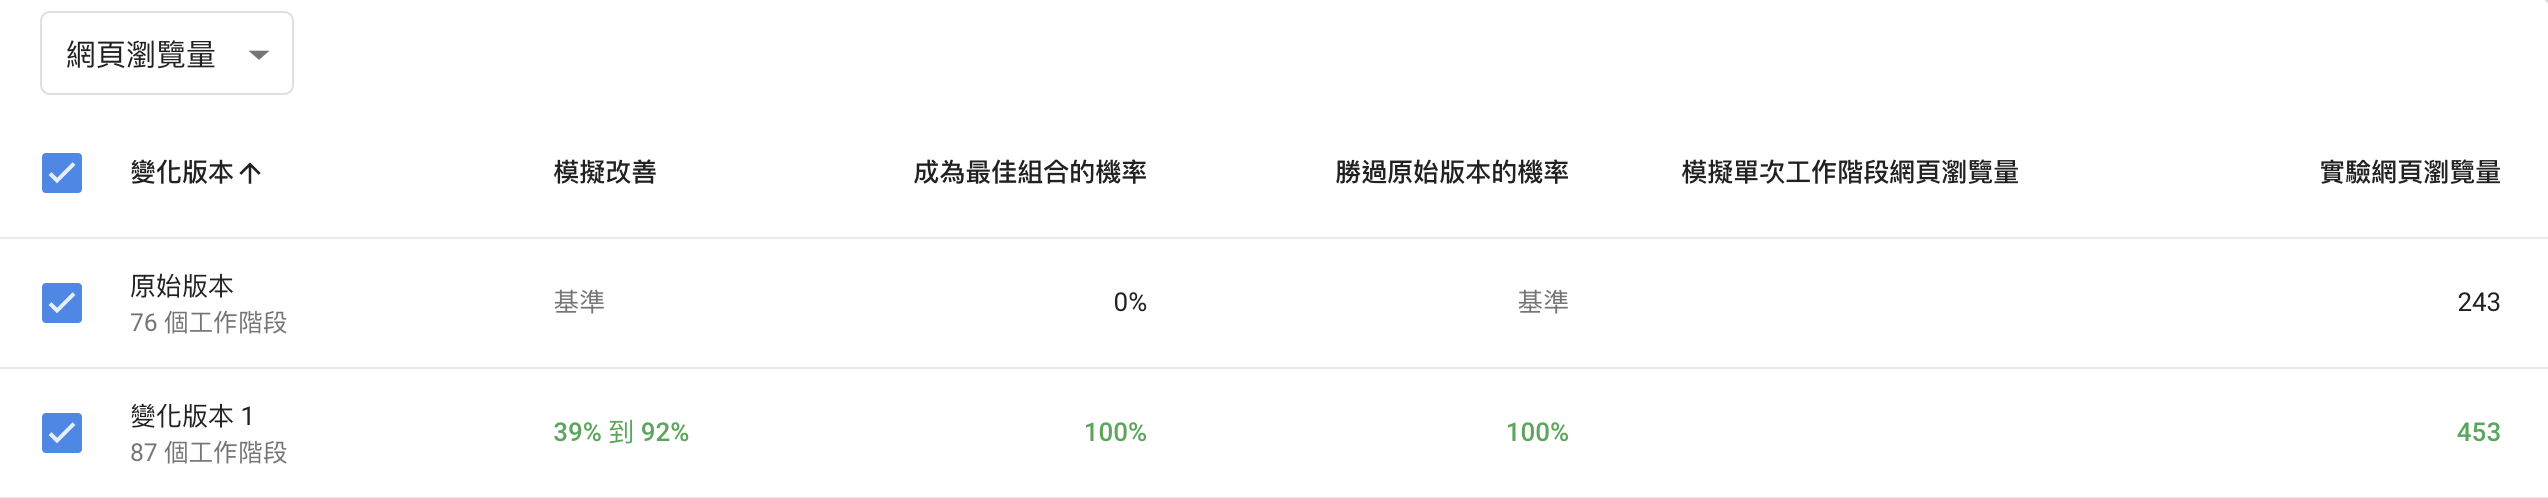 網頁瀏覽量
變化版本 模擬改善 成為最佳組合的機率 勝過原始版本的機率 模擬單次工作階段網頁瀏覽量 實驗網頁瀏覽量
原始版本
76 個工作階段
基準 0% 基準 243
變化版本 1
87 個工作階段
39% 到 92% 100% 100% 453